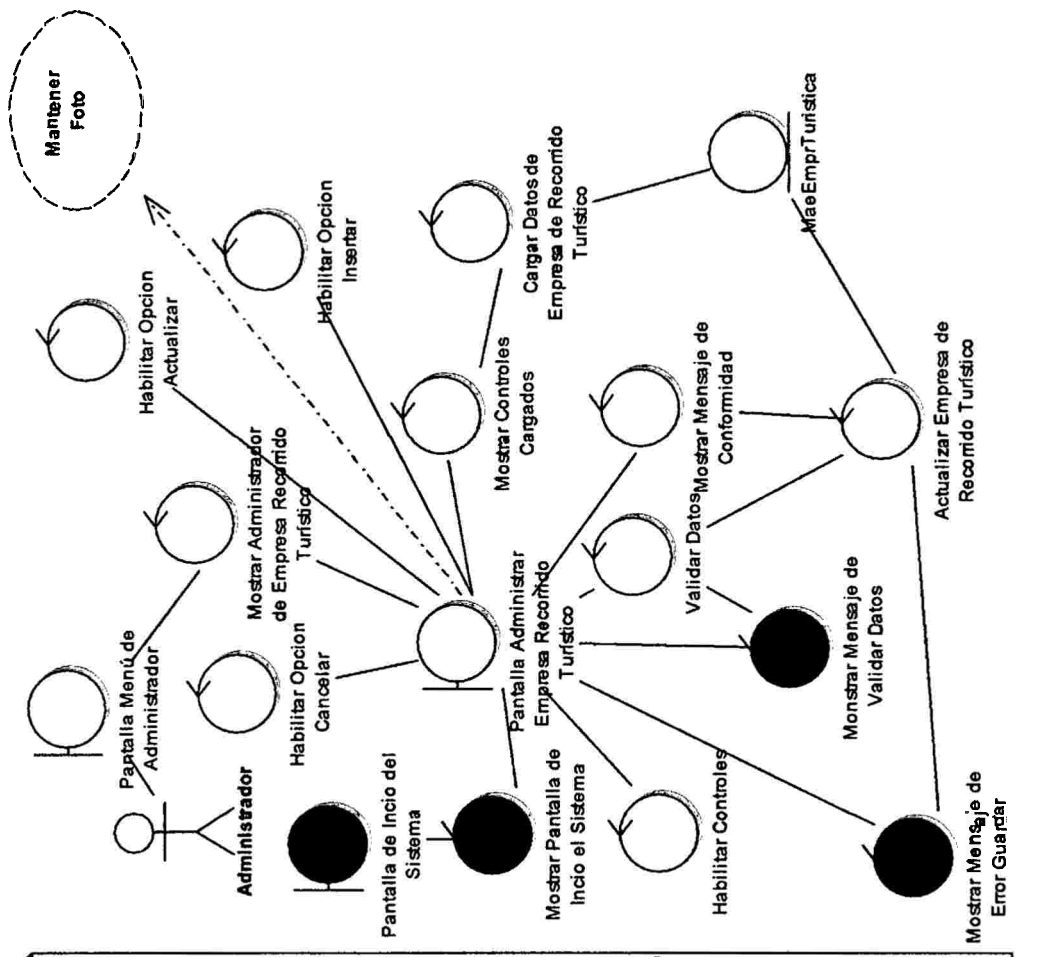 Mantener
Foto
Habilitar Opcion
Actualizar
Habilitar Opcion
Insertar
Cargar Datos de
Empresa de Recorrido
Turístico
MaeEmprTurística
Mostrar Administrador
de Empresa Recorrido
Turístico
Mostrar Controles
Cargados
Mostrar Mensaje de
Conformidad
Actualizar Empresa de
Recorrido Turístico
Pantalla Menú de
Administrador
Habilitar Opcion
Cancelar
Pantalla Administrar
Empresa Recorrido
Turístico
Validar Datos
Monstrar Mensaje de
Validar Datos
Administrador
Pantalla de Incio del
Sistema
Mostrar Pantalla de
Incio el Sistema
Habilitar Controles
Mostrar Mensaje de
Error Guardar